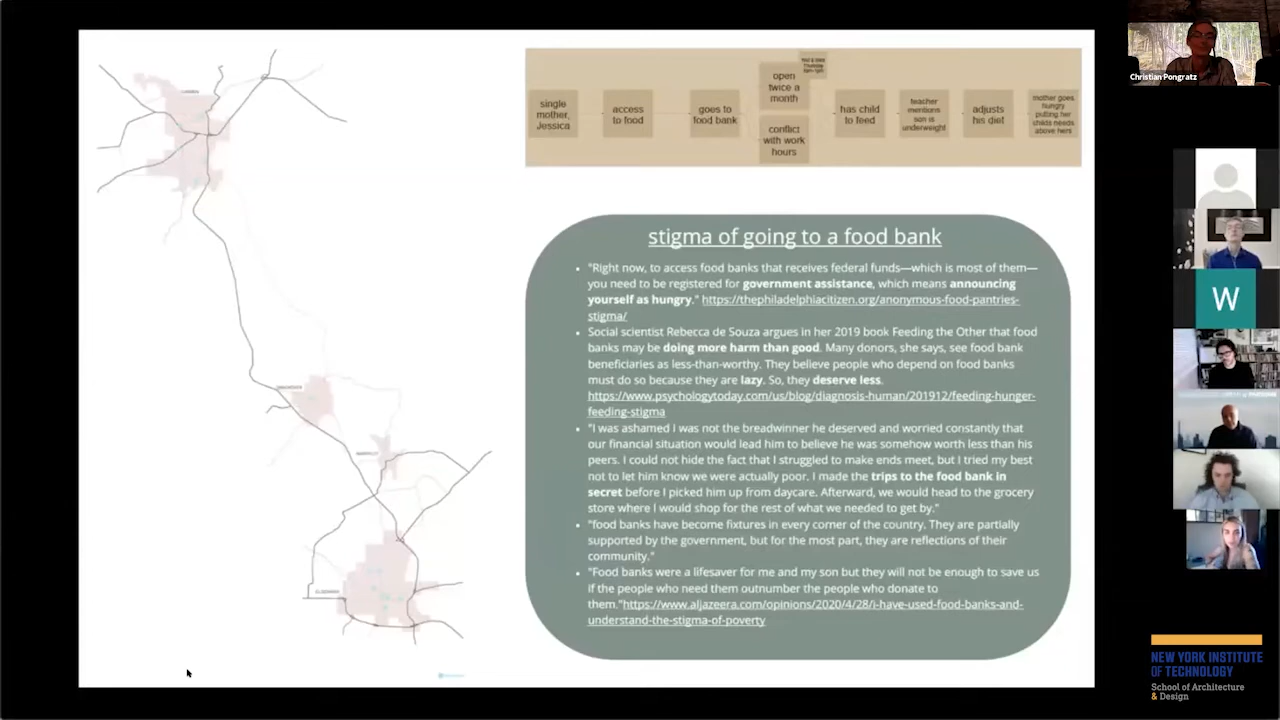 single
mother,
Jessica
access
to food
goes to
food bank
open
twice a
month
conflict
with work
hours
has child
to feed
teacher
mentions
son is
underweight
adjusts
his diet
mother goes
hungry
putting her
childs needs
above hers
stigma of going to a food bank
• "Right now, to access food banks that receives federal funds—which is most of them—
you need to be registered for government assistance, which means announcing
yourself as hungry." https://thephiladelphiacitizen.org/anonymous-food-pantries-
stigma/
• Social scientist Rebecca de Souza argues in her 2019 book Feeding the Other that food
banks may be doing more harm than good. Many donors, she says, see food bank
beneficiaries as less-than-worthy. They believe people who depend on food banks
must do so because they are lazy. So, they deserve less.
https://www.psychologytoday.com/us/blog/diagnosis-human/201912/feeding-hunger-
feeding-stigma
• "I was ashamed I was not the breadwinner he deserved and worried constantly that
our financial situation would lead him to believe he was somehow worth less than his
peers. I could not hide the fact that I struggled to make ends meet, but I tried my best
not to let him know we were actually poor. I made the trips to the food bank in
secret before I picked him up from daycare. Afterward, we would head to the grocery
store where I would shop for the rest of what we needed to get by."
• "food banks have become fixtures in every corner of the country. They are partially
supported by the government, but for the most part, they are reflections of their
community."
• "Food banks were a lifesaver for me and my son but they will not be enough to save us
if the people who need them outnumber the people who donate to
them."https://www.aljazeera.com/opinions/2020/4/28/i-have-used-food-banks-and-
understand-the-stigma-of-poverty
Christian Pongratz
W
NEW YORK INSTITUTE
OF TECHNOLOGY
School of Architecture
& Design